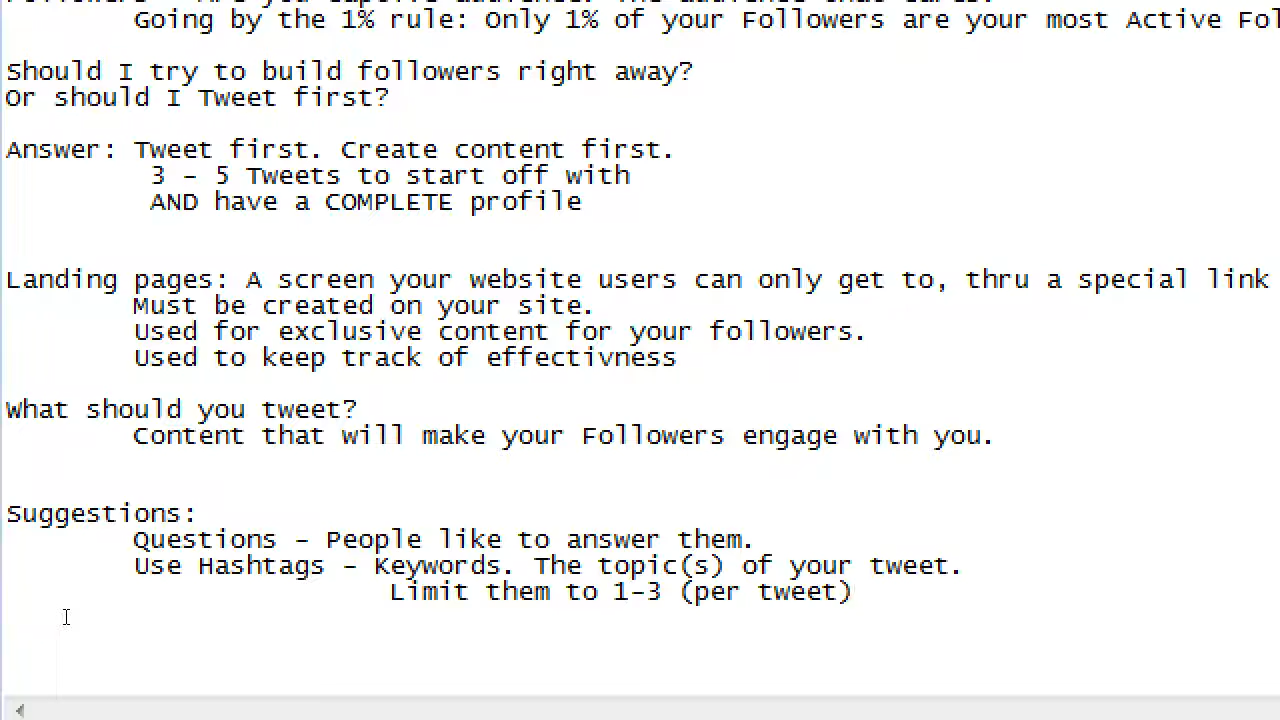 Going by the 1% rule: Only 1% of your Followers are your most Active
Should I try to build followers right away?
Or should I Tweet first?
Answer: Tweet first. Create content first.
3 - 5 Tweets to start off with
AND have a COMPLETE profile
Landing pages: A screen your website users can only get to, thru a special link
Must be created on your site.
Used for exclusive content for your followers.
Used to keep track of effectivness
What should you tweet?
Content that will make your Followers engage with you.
Suggestions:
Questions - People like to answer them.
Use Hashtags - Keywords. The topic(s) of your tweet.
Limit them to 1-3 (per tweet)